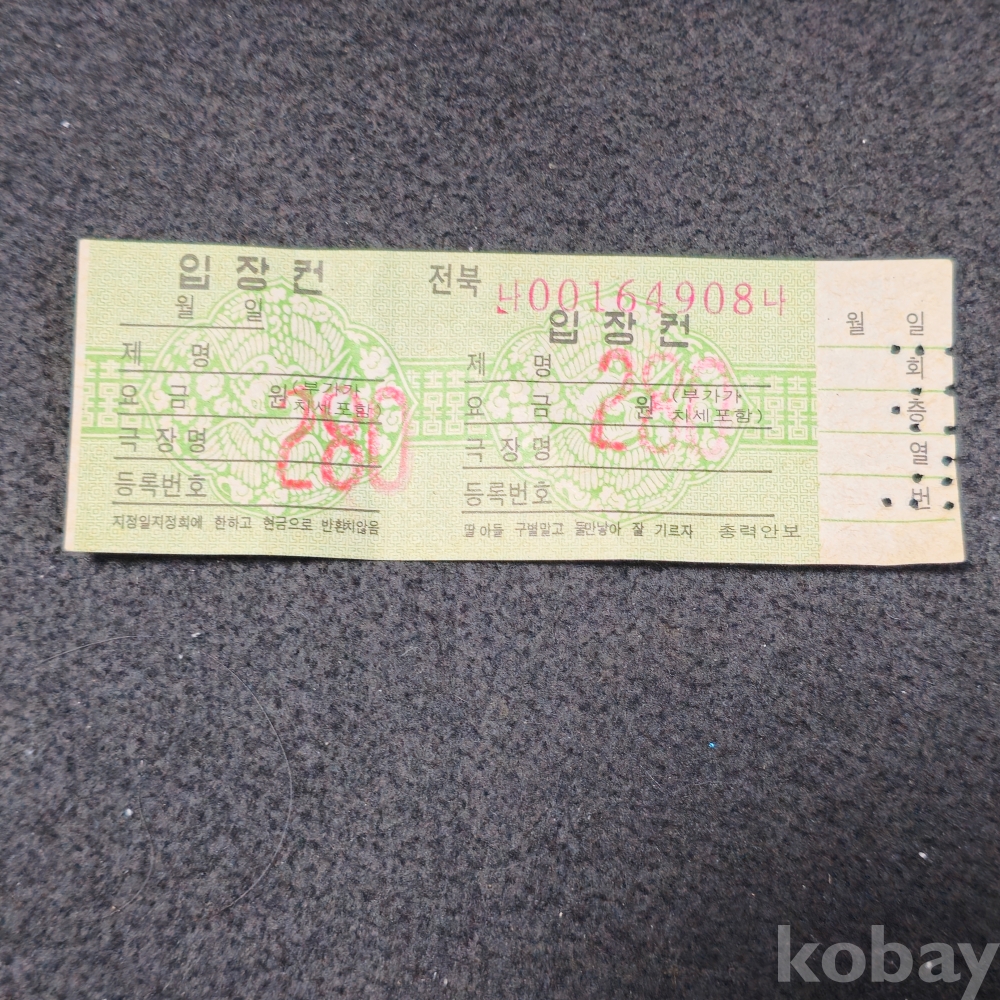 입장권
월 일
제 명
요 금 원 (부가가
치세포함)
280
극장명
등록번호
지정일지정회에 한하고 현금으로 반환치않음
전북 나00164908나
입장권
제 명
요 금 원 (부가가
치세포함)
280
극장명
등록번호
딸 아들 구별말고 둘만낳아 잘 기르자 총력안보
월 일
회
층
열
번
kobay